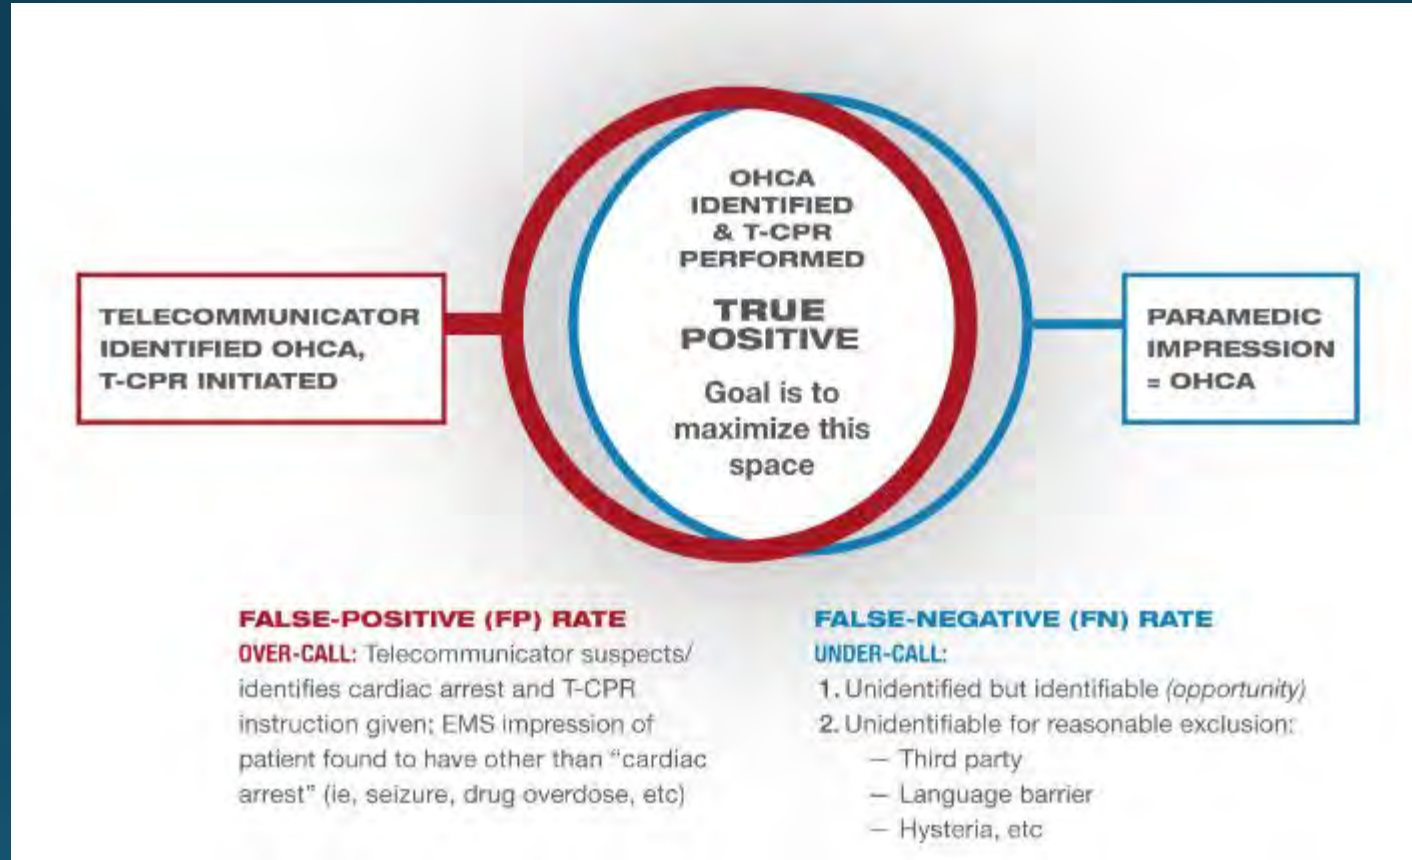 OHCA
IDENTIFIED
& T-CPR
PERFORMED
TRUE
POSITIVE
Goal is to
maximize this
space
TELECOMMUNICATOR
IDENTIFIED OHCA,
T-CPR INITIATED
PARAMEDIC
IMPRESSION
= OHCA
FALSE-POSITIVE (FP) RATE
OVER-CALL: Telecommunicator suspects/
identifies cardiac arrest and T-CPR
instruction given; EMS impression of
patient found to have other than “cardiac
arrest” (ie, seizure, drug overdose, etc)
FALSE-NEGATIVE (FN) RATE
UNDER-CALL:
1. Unidentified but identifiable (opportunity)
2. Unidentifiable for reasonable exclusion:
— Third party
— Language barrier
— Hysteria, etc